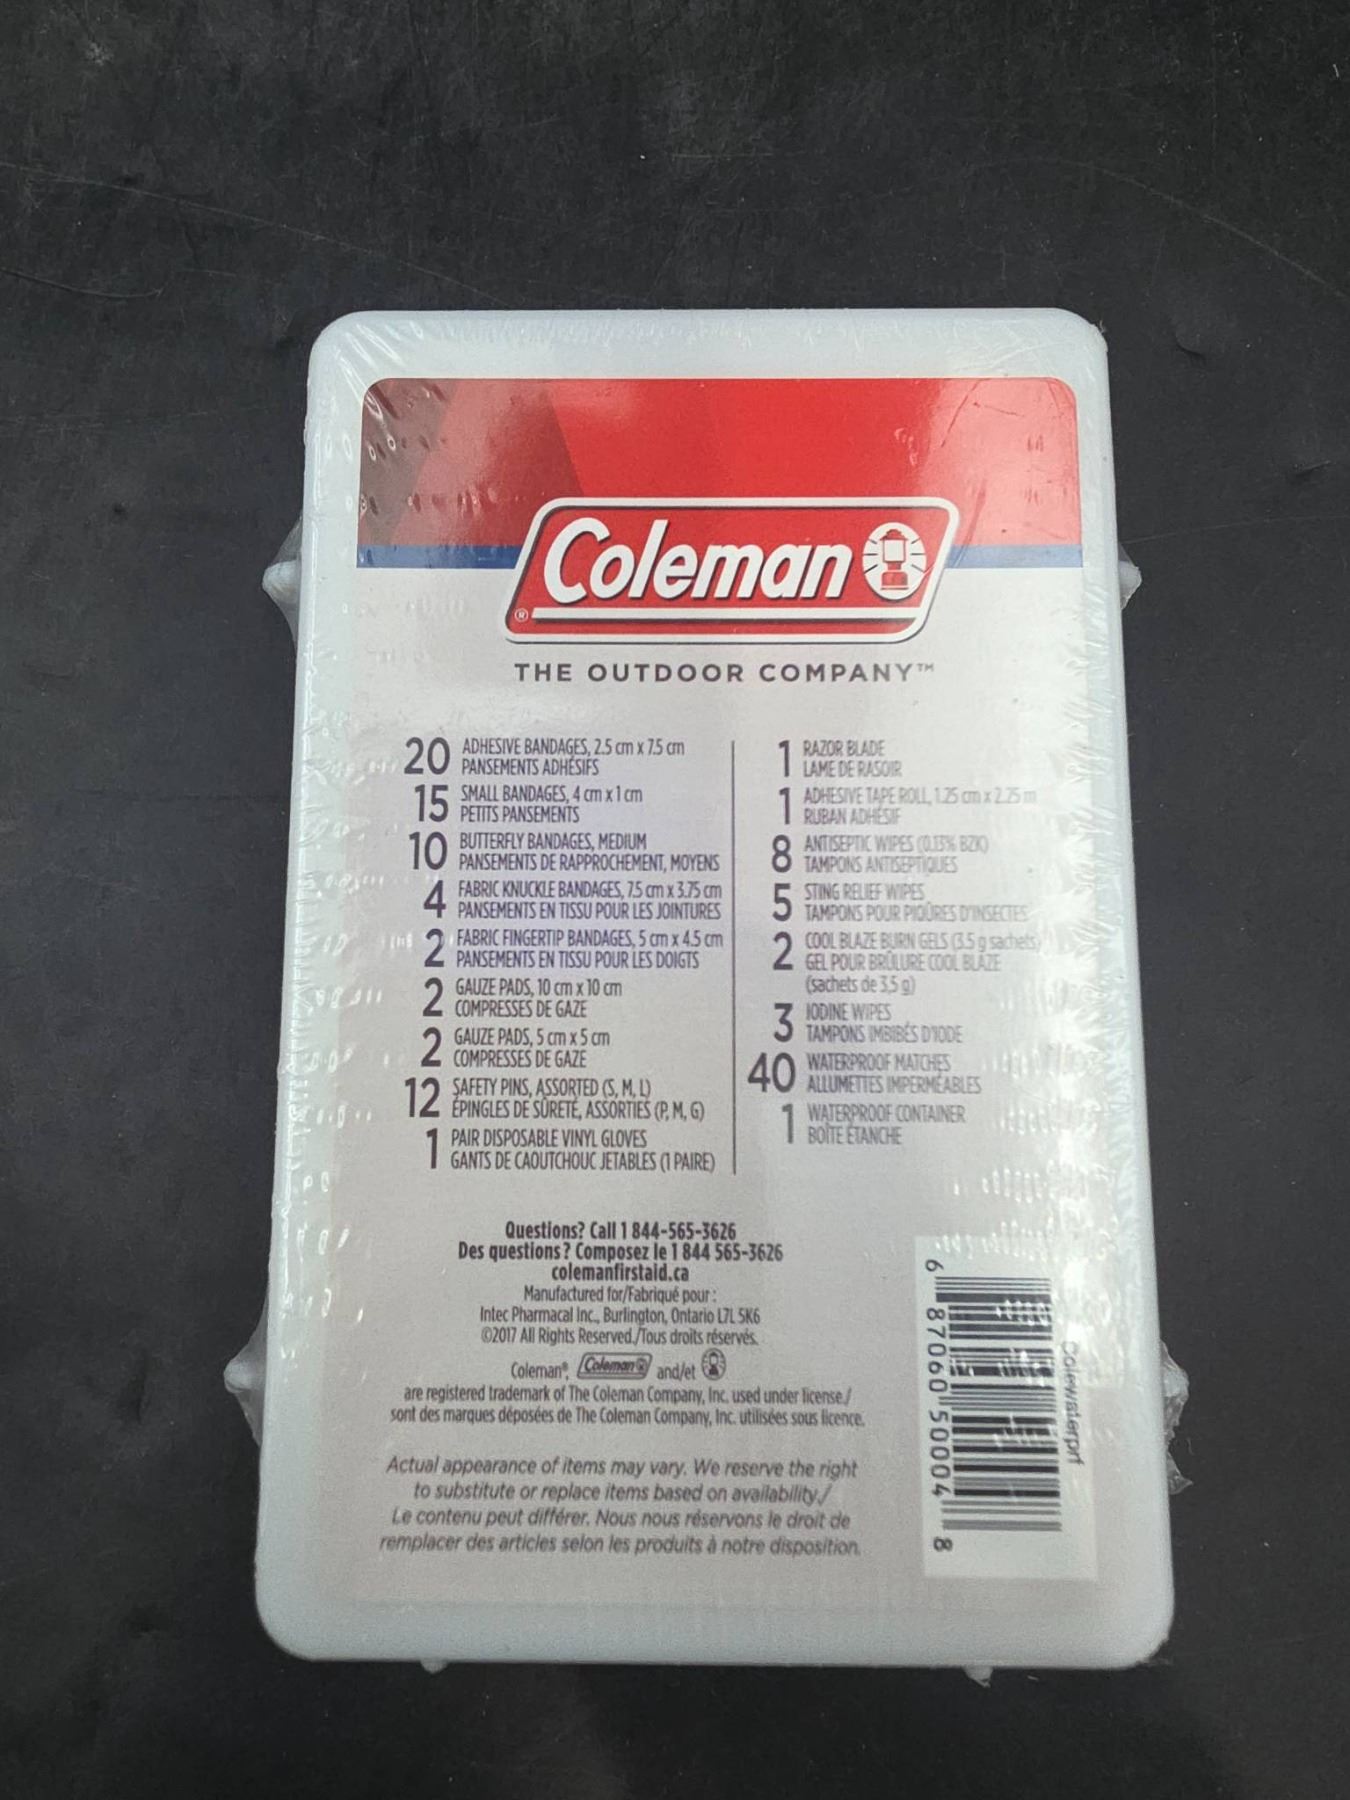 Coleman
®
THE OUTDOOR COMPANY™
20 ADHESIVE BANDAGES, 2.5 cm x 7.5 cm
PANSEMENTS ADHÉSIFS
15 SMALL BANDAGES, 4 cm x 1 cm
PETITS PANSEMENTS
10 BUTTERFLY BANDAGES, MEDIUM
PANSEMENTS DE RAPPROCHEMENT, MOYENS
4 FABRIC KNUCKLE BANDAGES, 7.5 cm x 3.75 cm
PANSEMENTS EN TISSU POUR LES JOINTURES
2 FABRIC FINGERTIP BANDAGES, 5 cm x 4.5 cm
PANSEMENTS EN TISSU POUR LES DOIGTS
2 GAUZE PADS, 10 cm x 10 cm
COMPRESSES DE GAZE
2 GAUZE PADS, 5 cm x 5 cm
COMPRESSES DE GAZE
12 SAFETY PINS, ASSORTED (S, M, L)
ÉPINGLES DE SÛRETÉ, ASSORTIES (P, M, G)
1 PAIR DISPOSABLE VINYL GLOVES
GANTS DE CAOUTCHOUC JETABLES (1 PAIRE)
1 RAZOR BLADE
LAME DE RASOIR
1 ADHESIVE TAPE ROLL, 1.25 cm x 2.25 m
RUBAN ADHÉSIF
8 ANTISEPTIC WIPES (0.13% BZK)
TAMPONS ANTISEPTIQUES
5 STING RELIEF WIPES
TAMPONS POUR PIQÛRES D'INSECTES
2 COOL BLAZE BURN GELS (3.5 g sachets)
GEL POUR BRÛLURE COOL BLAZE
(sachets de 3,5 g)
3 IODINE WIPES
TAMPONS IMBIBÉS D'IODE
40 WATERPROOF MATCHES
ALLUMETTES IMPERMÉABLES
1 WATERPROOF CONTAINER
BOÎTE ÉTANCHE
Questions? Call 1 844-565-3626
Des questions? Composez le 1 844 565-3626
colemanfirstaid.ca
Manufactured for/Fabriqué pour :
Intec Pharmacal Inc., Burlington, Ontario L7L 5K6
©2017 All Rights Reserved./Tous droits réservés.
Coleman®, Coleman and/et
are registered trademark of The Coleman Company, Inc. used under license./
sont des marques déposées de The Coleman Company, Inc. utilisées sous licence.
Actual appearance of items may vary. We reserve the right
to substitute or replace items based on availability./
Le contenu peut différer. Nous nous réservons le droit de
remplacer des articles selon les produits à notre disposition.
6 87060 50004 8
Colewaterprf